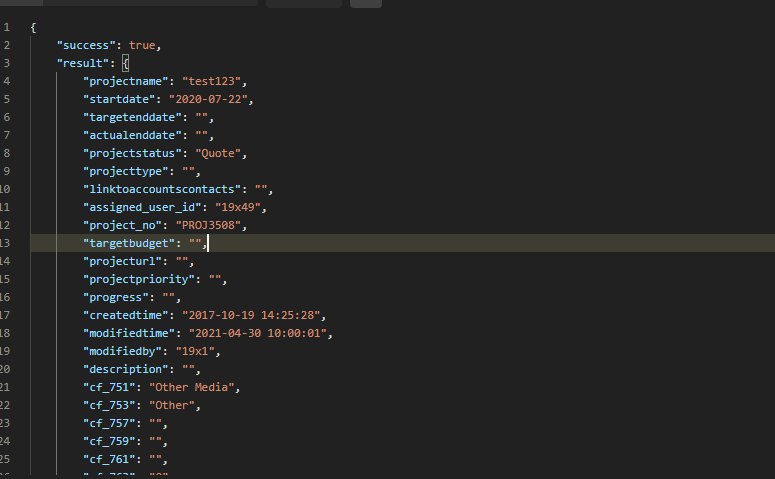 1 {
2 "success": true,
3 "result": {
4 "projectname": "test123",
5 "startdate": "2020-07-22",
6 "targetenddate": "",
7 "actualenddate": "",
8 "projectstatus": "Quote",
9 "projecttype": "",
10 "linktoaccountscontacts": "",
11 "assigned_user_id": "19x49",
12 "project_no": "PROJ3508",
13 "targetbudget": "",
14 "projecturl": "",
15 "projectpriority": "",
16 "progress": "",
17 "createdtime": "2017-10-19 14:25:28",
18 "modifiedtime": "2021-04-30 10:00:01",
19 "modifiedby": "19x1",
20 "description": "",
21 "cf_751": "Other Media",
22 "cf_753": "Other",
23 "cf_757": "",
24 "cf_759": "",
25 "cf_761": "",